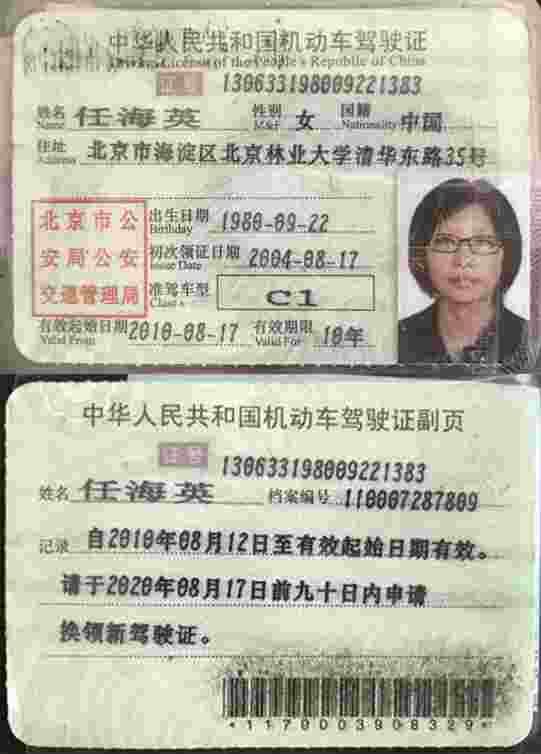 中华人民共和国机动车驾驶证
Driving License of the People's Republic of China
证号 130633198009221383
姓名 任海英 性别 女 国籍 中国
Name M&F Nationality
住址 北京市海淀区北京林业大学清华东路35号
Address
北京市公
安局公安
交通管理局
出生日期 1980-09-22
Birthday
初次领证日期 2004-08-17
Issue Date
准驾车型 C1
Class
有效起始日期 2010-08-17 有效期限 10年
Valid From Valid For
中华人民共和国机动车驾驶证副页
证号 130633198009221383
姓名 任海英 档案编号 110007287809
记录 自2010年08月12日至有效起始日期有效。
请于2020年08月17日前九十日内申请
换领新驾驶证。
*1170003908329*